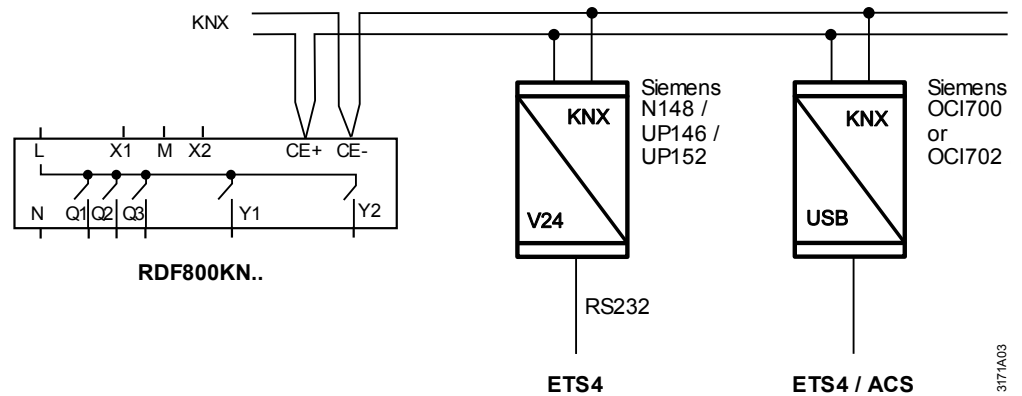 KNX
L X1 M X2 CE+ CE-
N Q1 Q2 Q3 Y1 Y2
RDF800KN..
KNX
V24
Siemens
N148 /
UP146 /
UP152
RS232
ETS4
KNX
USB
Siemens
OCI700
or
OCI702
ETS4 / ACS
3171A03